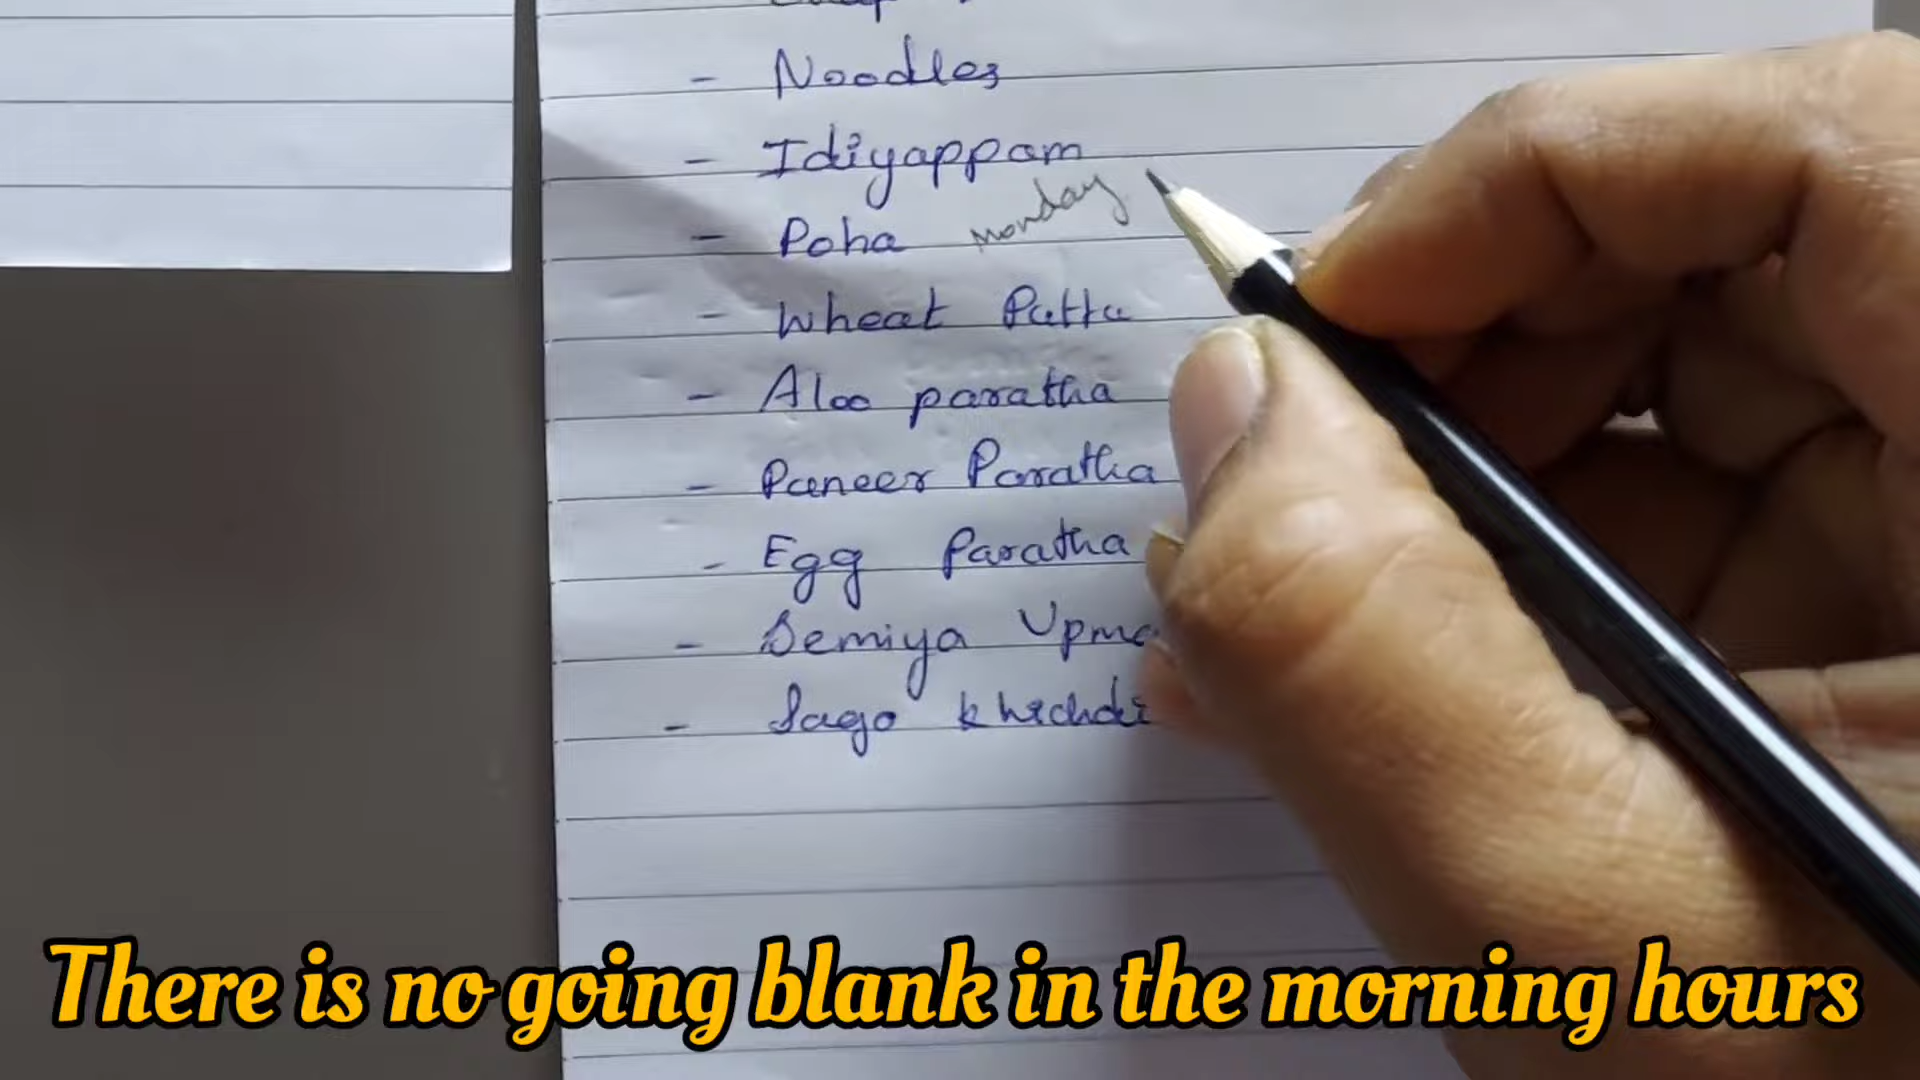 - Noodles
- Idiyappam
- Poha Monday
- Wheat Puttu
- Aloo paratha
- Paneer Paratha
- Egg Paratha
- Semiya Upma
- Sago khichdi
There is no going blank in the morning hours